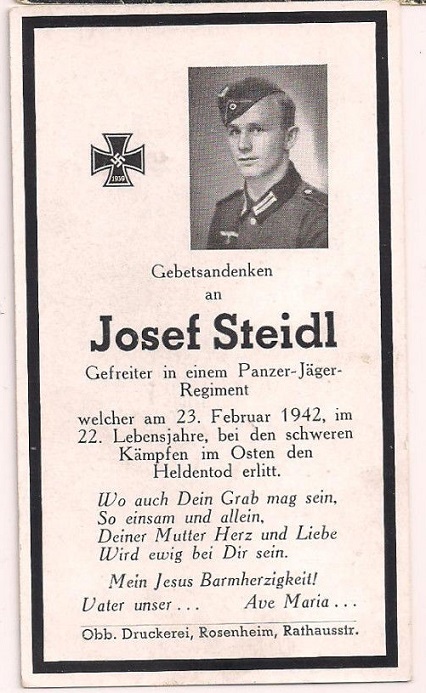 1939
Gebetsandenken
an
Josef Steidl
Gefreiter in einem Panzer-Jäger-
Regiment
welcher am 23. Februar 1942, im
22. Lebensjahre, bei den schweren
Kämpfen im Osten den
Heldentod erlitt.
Wo auch Dein Grab mag sein,
So einsam und allein,
Deiner Mutter Herz und Liebe
Wird ewig bei Dir sein.
Mein Jesus Barmherzigkeit!
Vater unser . . . Ave Maria . . .
Obb. Druckerei, Rosenheim, Rathausstr.